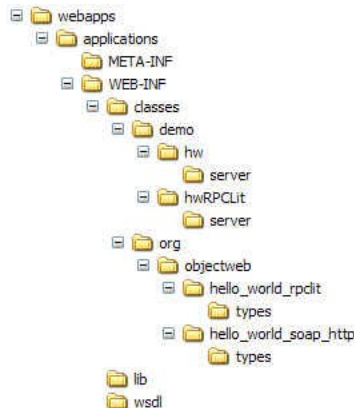 webapps
applications
META-INF
WEB-INF
classes
demo
hw
server
hwRPCLit
server
org
objectweb
hello_world_rpclit
types
hello_world_soap_http
types
lib
wsdl